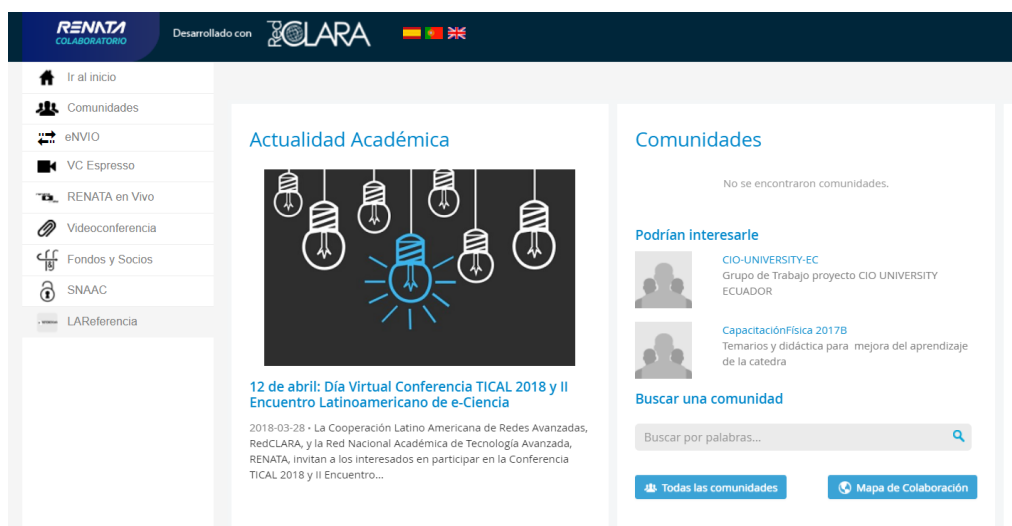 RENATA
COLABORATORIO
Desarrollado con
Red CLARA
Ir al inicio
Comunidades
eNVIO
VC Espresso
RENATA en Vivo
Videoconferencia
Fondos y Socios
SNAAC
LAReferencia
Actualidad Académica
12 de abril: Día Virtual Conferencia TICAL 2018 y II
Encuentro Latinoamericano de e-Ciencia
2018-03-28 • La Cooperación Latino Americana de Redes Avanzadas,
RedCLARA, y la Red Nacional Académica de Tecnología Avanzada,
RENATA, invitan a los interesados en participar en la Conferencia
TICAL 2018 y II Encuentro...
Comunidades
No se encontraron comunidades.
Podrían interesarle
CIO-UNIVERSITY-EC
Grupo de Trabajo proyecto CIO UNIVERSITY
ECUADOR
CapacitaciónFísica 2017B
Temarios y didáctica para mejora del aprendizaje
de la catedra
Buscar una comunidad
Buscar por palabras...
Todas las comunidades
Mapa de Colaboración